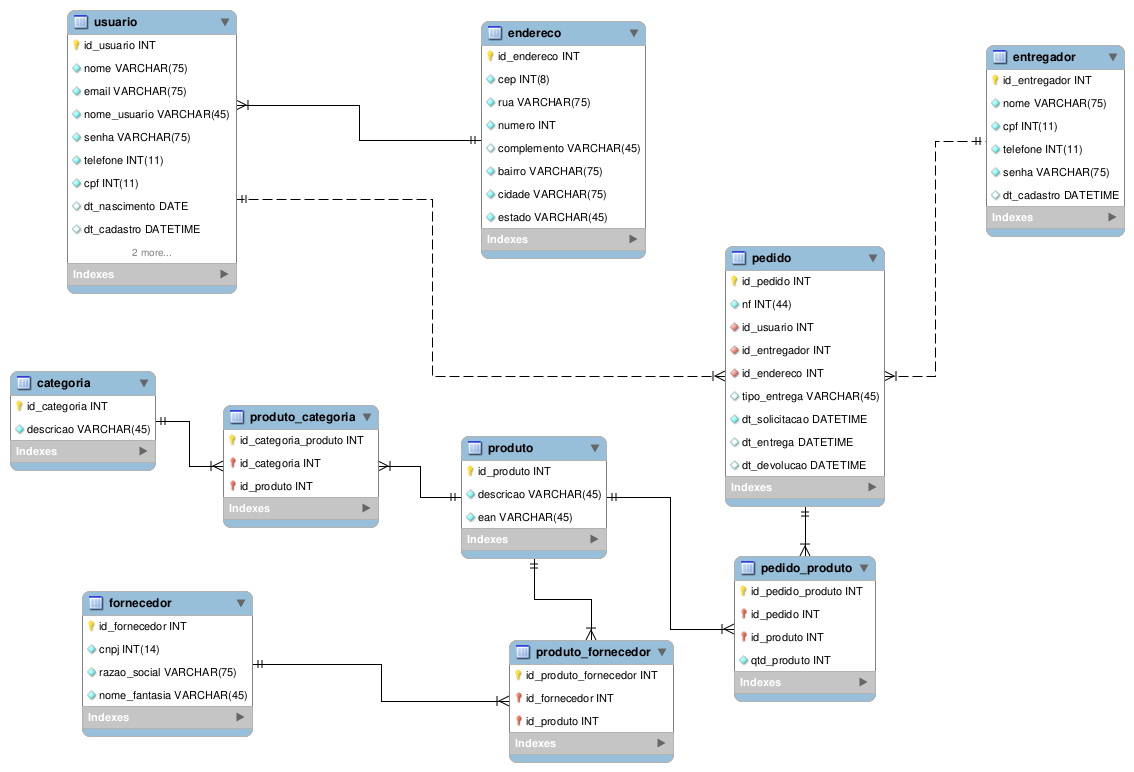 usuario
id_usuario INT
nome VARCHAR(75)
email VARCHAR(75)
nome_usuario VARCHAR(45)
senha VARCHAR(75)
telefone INT(11)
cpf INT(11)
dt_nascimento DATE
dt_cadastro DATETIME
2 more...
Indexes
endereco
id_endereco INT
cep INT(8)
rua VARCHAR(75)
numero INT
complemento VARCHAR(45)
bairro VARCHAR(75)
cidade VARCHAR(75)
estado VARCHAR(45)
Indexes
entregador
id_entregador INT
nome VARCHAR(75)
cpf INT(11)
telefone INT(11)
senha VARCHAR(75)
dt_cadastro DATETIME
Indexes
pedido
id_pedido INT
nf INT(44)
id_usuario INT
id_entregador INT
id_endereco INT
tipo_entrega VARCHAR(45)
dt_solicitacao DATETIME
dt_entrega DATETIME
dt_devolucao DATETIME
Indexes
categoria
id_categoria INT
descricao VARCHAR(45)
Indexes
produto_categoria
id_categoria_produto INT
id_categoria INT
id_produto INT
Indexes
produto
id_produto INT
descricao VARCHAR(45)
ean VARCHAR(45)
Indexes
pedido_produto
id_pedido_produto INT
id_pedido INT
id_produto INT
qtd_produto INT
Indexes
fornecedor
id_fornecedor INT
cnpj INT(14)
razao_social VARCHAR(75)
nome_fantasia VARCHAR(45)
Indexes
produto_fornecedor
id_produto_fornecedor INT
id_fornecedor INT
id_produto INT
Indexes